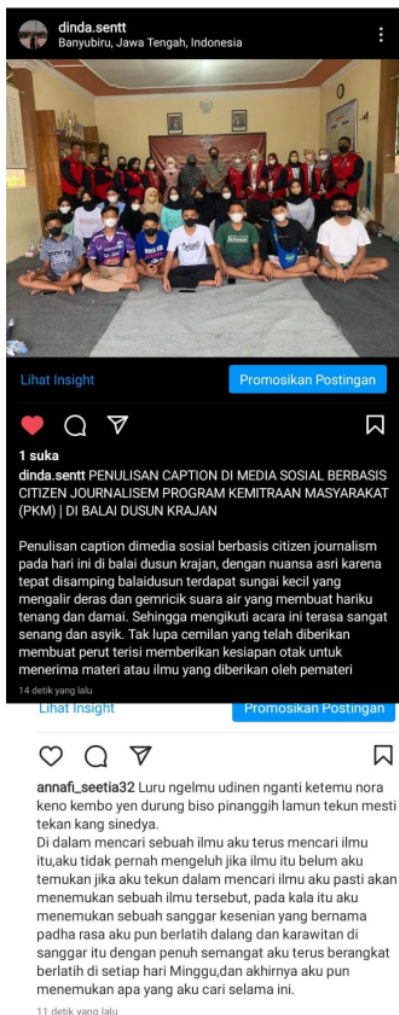 dinda.sentt
Banyubiru, Jawa Tengah, Indonesia
Lihat Insight
Promosikan Postingan
1 suka
dinda.sentt PENULISAN CAPTION DI MEDIA SOSIAL BERBASIS
CITIZEN JOURNALISEM PROGRAM KEMITRAAN MASYARAKAT
(PKM) | DI BALAI DUSUN KRAJAN
Penulisan caption dimedia sosial berbasis citizen journalism
pada hari ini di balai dusun krajan, dengan nuansa asri karena
tepat disamping balaidusun terdapat sungai kecil yang
mengalir deras dan gemricik suara air yang membuat hariku
tenang dan damai. Sehingga mengikuti acara ini terasa sangat
senang dan asyik. Tak lupa cemilan yang telah diberikan
membuat perut terisi memberikan kesiapan otak untuk
menerima materi atau ilmu yang diberikan oleh pemateri
14 detik yang lalu
Lihat Insight
Promosikan Postingan
annafi_seetia32 Luru ngelmu udinen nganti ketemu nora
keno kembo yen durung biso pinanggih lamun tekun mesti
tekan kang sinedya.
Di dalam mencari sebuah ilmu aku terus mencari ilmu
itu,aku tidak pernah mengeluh jika ilmu itu belum aku
temukan jika aku tekun dalam mencari ilmu aku pasti akan
menemukan sebuah ilmu tersebut, pada kala itu aku
menemukan sebuah sanggar kesenian yang bernama
padha rasa aku pun berlatih dalang dan karawitan di
sanggar itu dengan penuh semangat aku terus berangkat
berlatih di setiap hari Minggu,dan akhirnya aku pun
menemukan apa yang aku cari selama ini.
11 detik yang lalu